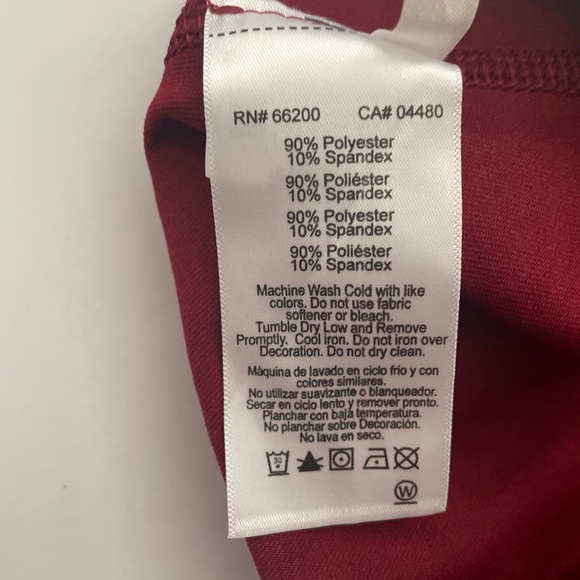 RN# 66200 CA# 04480
90% Polyester
10% Spandex
90% Poliéster
10% Spandex
90% Polyester
10% Spandex
90% Poliéster
10% Spandex
Machine Wash Cold with like
colors. Do not use fabric
softener or bleach.
Tumble Dry Low and Remove
Promptly. Cool iron. Do not iron over
Decoration. Do not dry clean.
Máquina de lavado en ciclo frío y con
colores similares.
No utilizar suavizante o blanqueador.
Secar en ciclo lento y remover pronto.
Planchar con baja temperatura.
No planchar sobre Decoración.
No lava en seco.
30
W